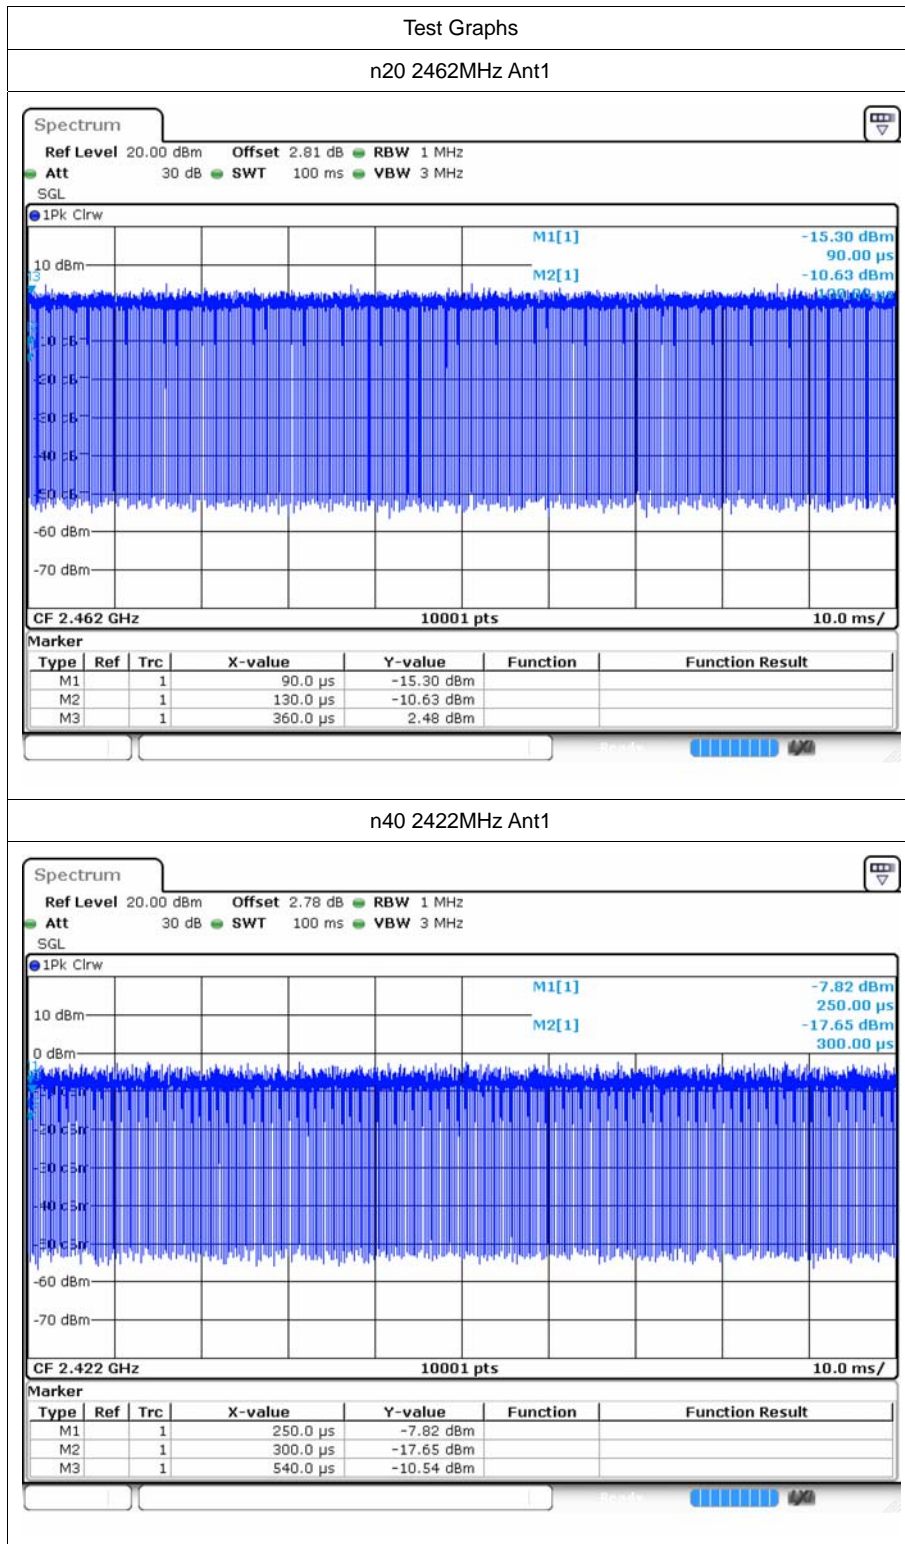 Test Graphs
n20 2462MHz Ant1
Spectrum
Ref Level 20.00 dBm Offset 2.81 dB RBW 1 MHz
Att 30 dB SWT 100 ms VBW 3 MHz
SGL
1Pk Clrw
M1[1] -15.30 dBm
90.00 µs
10 dBm
M2[1] -10.63 dBm
-60 dBm
-70 dBm
CF 2.462 GHz 10001 pts 10.0 ms/
Marker
Type Ref Trc X-value Y-value Function Function Result
M1 1 90.0 µs -15.30 dBm
M2 1 130.0 µs -10.63 dBm
M3 1 360.0 µs 2.48 dBm
Ready
n40 2422MHz Ant1
Spectrum
Ref Level 20.00 dBm Offset 2.78 dB RBW 1 MHz
Att 30 dB SWT 100 ms VBW 3 MHz
SGL
1Pk Clrw
M1[1] -7.82 dBm
250.00 µs
10 dBm
M2[1] -17.65 dBm
300.00 µs
0 dBm
-60 dBm
-70 dBm
CF 2.422 GHz 10001 pts 10.0 ms/
Marker
Type Ref Trc X-value Y-value Function Function Result
M1 1 250.0 µs -7.82 dBm
M2 1 300.0 µs -17.65 dBm
M3 1 540.0 µs -10.54 dBm
Ready